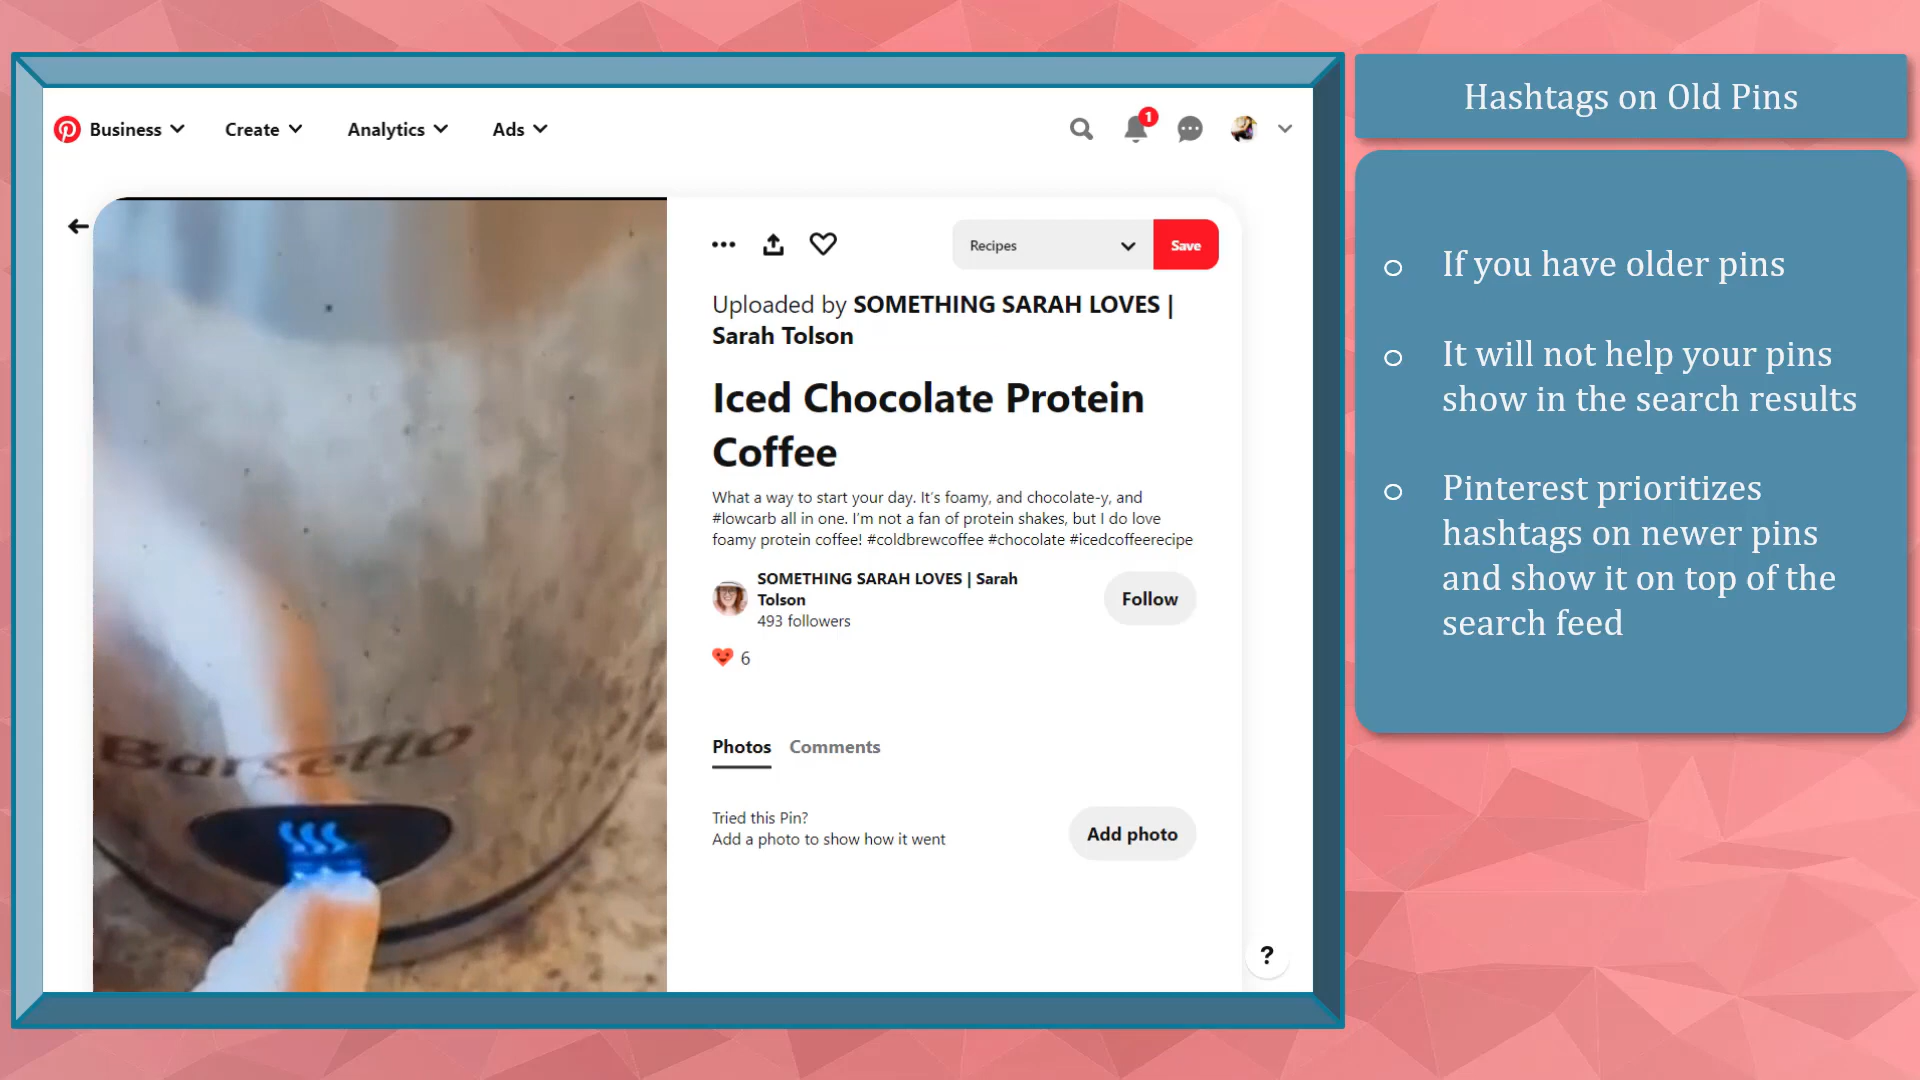 Business
Create
Analytics
Ads
1
Hashtags on Old Pins
Recipes
Save
Uploaded by SOMETHING SARAH LOVES |
Sarah Tolson
Iced Chocolate Protein
Coffee
What a way to start your day. It's foamy, and chocolate-y, and
#lowcarb all in one. I'm not a fan of protein shakes, but I do love
foamy protein coffee! #coldbrewcoffee #chocolate #icedcoffeerecipe
SOMETHING SARAH LOVES | Sarah
Tolson
493 followers
Follow
6
Photos
Comments
Tried this Pin?
Add a photo to show how it went
Add photo
?
Barsetto
If you have older pins
It will not help your pins
show in the search results
Pinterest prioritizes
hashtags on newer pins
and show it on top of the
search feed